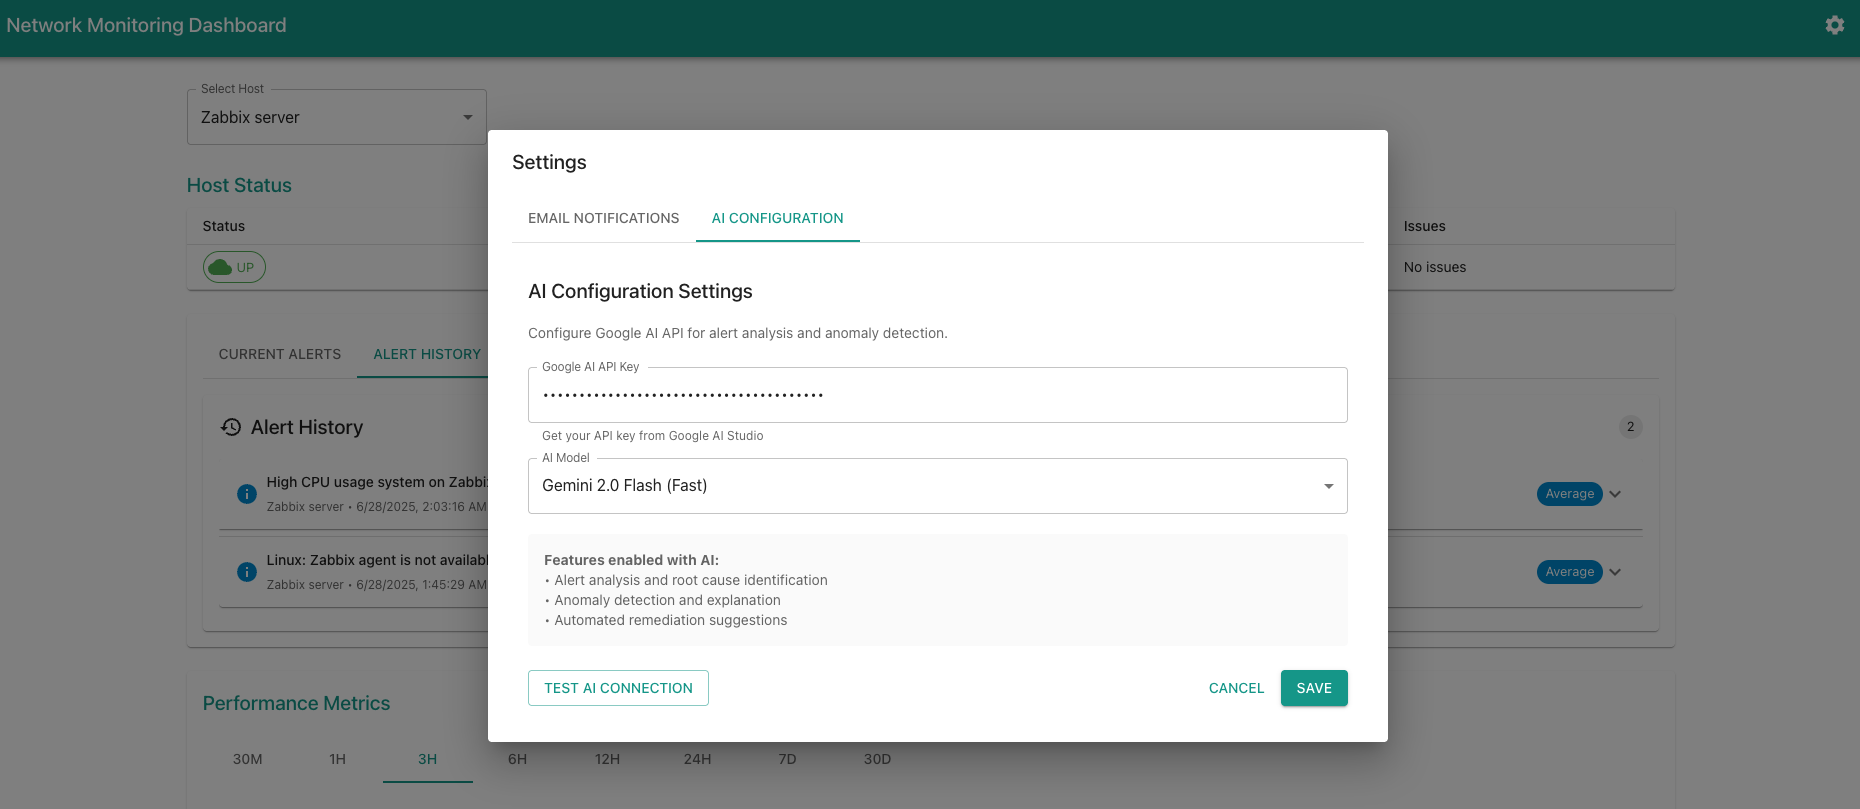 Network Monitoring Dashboard
Select Host
Zabbix server
Host Status
Status
Issues
UP
No issues
CURRENT ALERTS
ALERT HISTORY
Alert History
2
High CPU usage system on Zabbi
Zabbix server • 6/28/2025, 2:03:16 AM
Average
Linux: Zabbix agent is not availabl
Zabbix server • 6/28/2025, 1:45:29 AM
Average
Performance Metrics
30M 1H 3H 6H 12H 24H 7D 30D
Settings
EMAIL NOTIFICATIONS
AI CONFIGURATION
AI Configuration Settings
Configure Google AI API for alert analysis and anomaly detection.
Google AI API Key
•••••••••••••••••••••••••••••••••••••••
Get your API key from Google AI Studio
AI Model
Gemini 2.0 Flash (Fast)
Features enabled with AI:
• Alert analysis and root cause identification
• Anomaly detection and explanation
• Automated remediation suggestions
TEST AI CONNECTION
CANCEL
SAVE